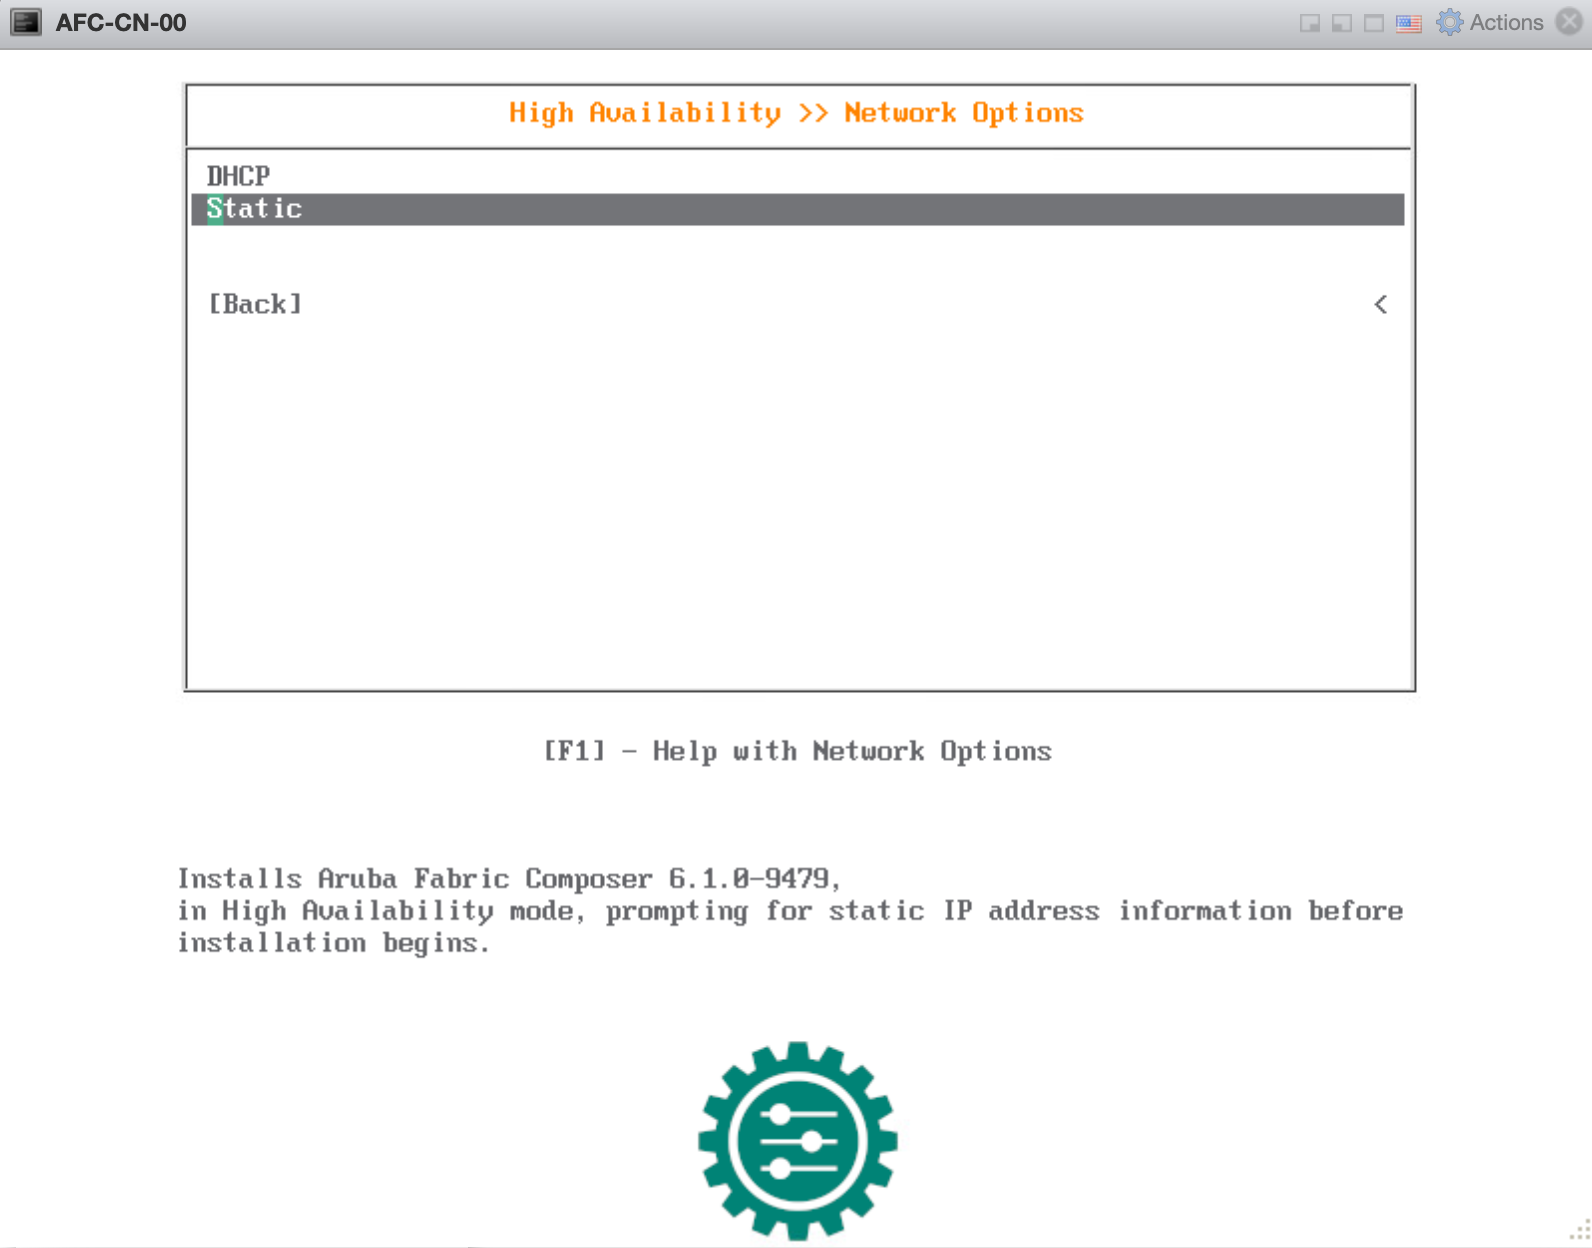 AFC-CN-00
Actions
High Availability >> Network Options
DHCP
Static
[Back] <
[F1] - Help with Network Options
Installs Aruba Fabric Composer 6.1.0-9479,
in High Availability mode, prompting for static IP address information before
installation begins.